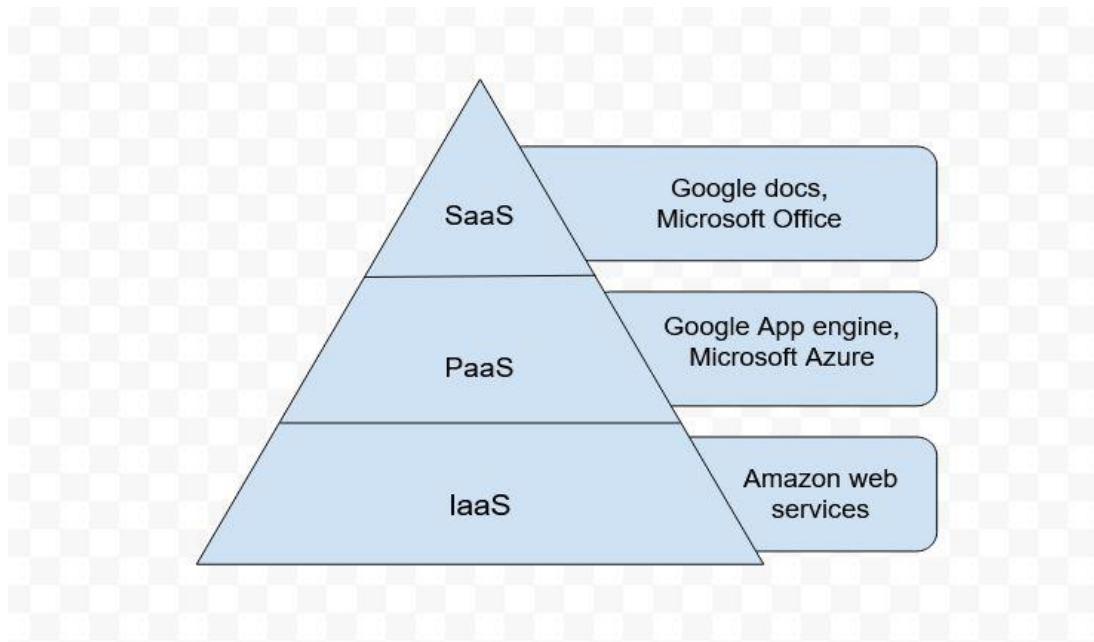 SaaS
Google docs,
Microsoft Office
PaaS
Google App engine,
Microsoft Azure
IaaS
Amazon web
services